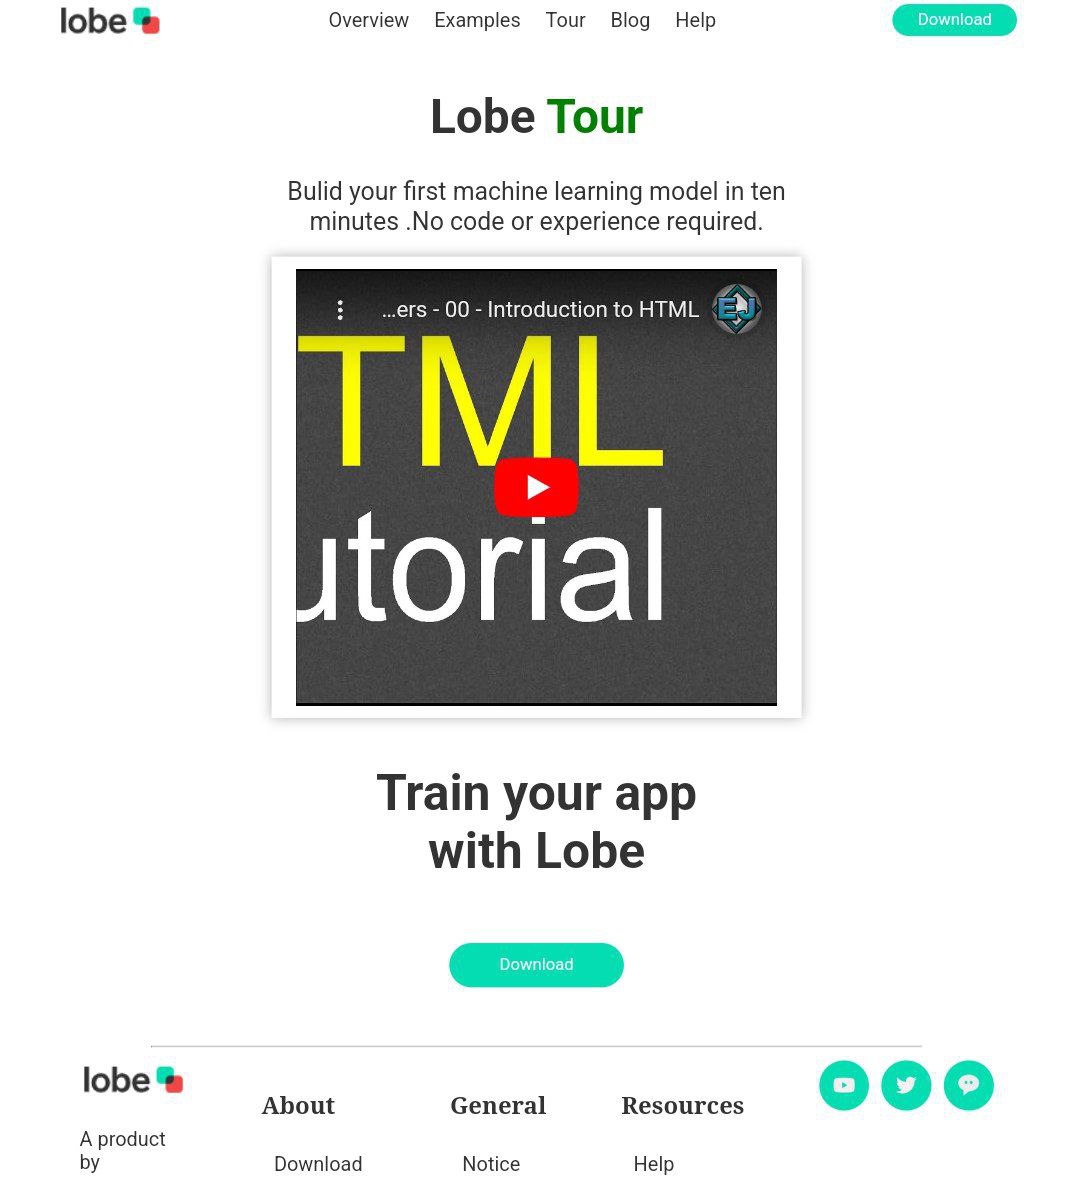 lobe
Overview Examples Tour Blog Help
Download
Lobe Tour
Bulid your first machine learning model in ten
minutes .No code or experience required.
...ers - 00 - Introduction to HTML
EJ
TML
utorial
Train your app
with Lobe
Download
lobe
A product
by
About
Download
General
Notice
Resources
Help